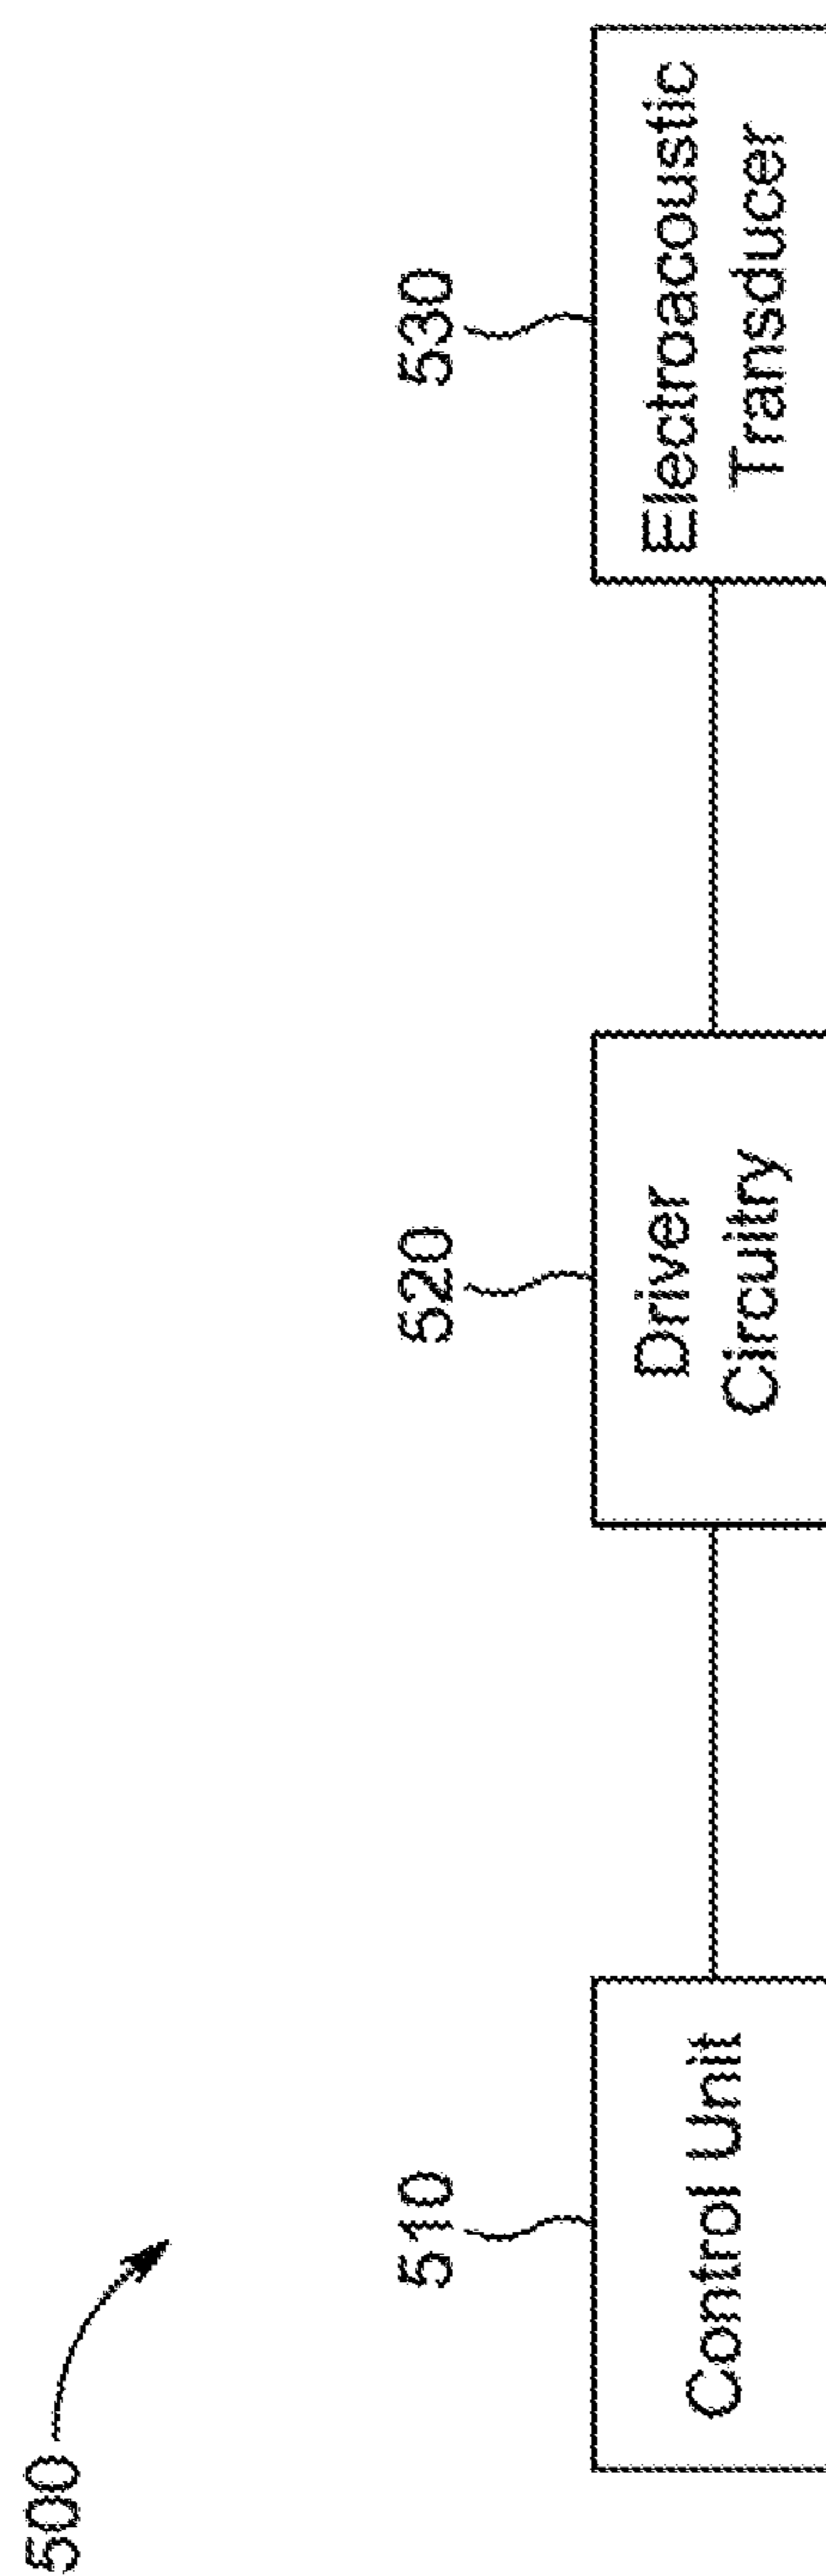 500
510
520
530
Control Unit
Driver
Circuitry
Electroacoustic
Transducer